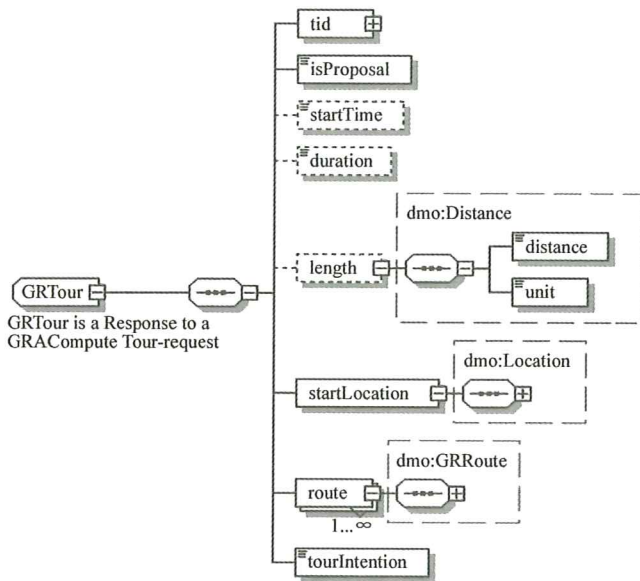 tid
isProposal
startTime
duration
dmo:Distance
distance
length
unit
GRTour
GRTour is a Response to a
GRACompute Tour-request
dmo:Location
startLocation
dmo:GRRoute
route
1...∞
tourIntention